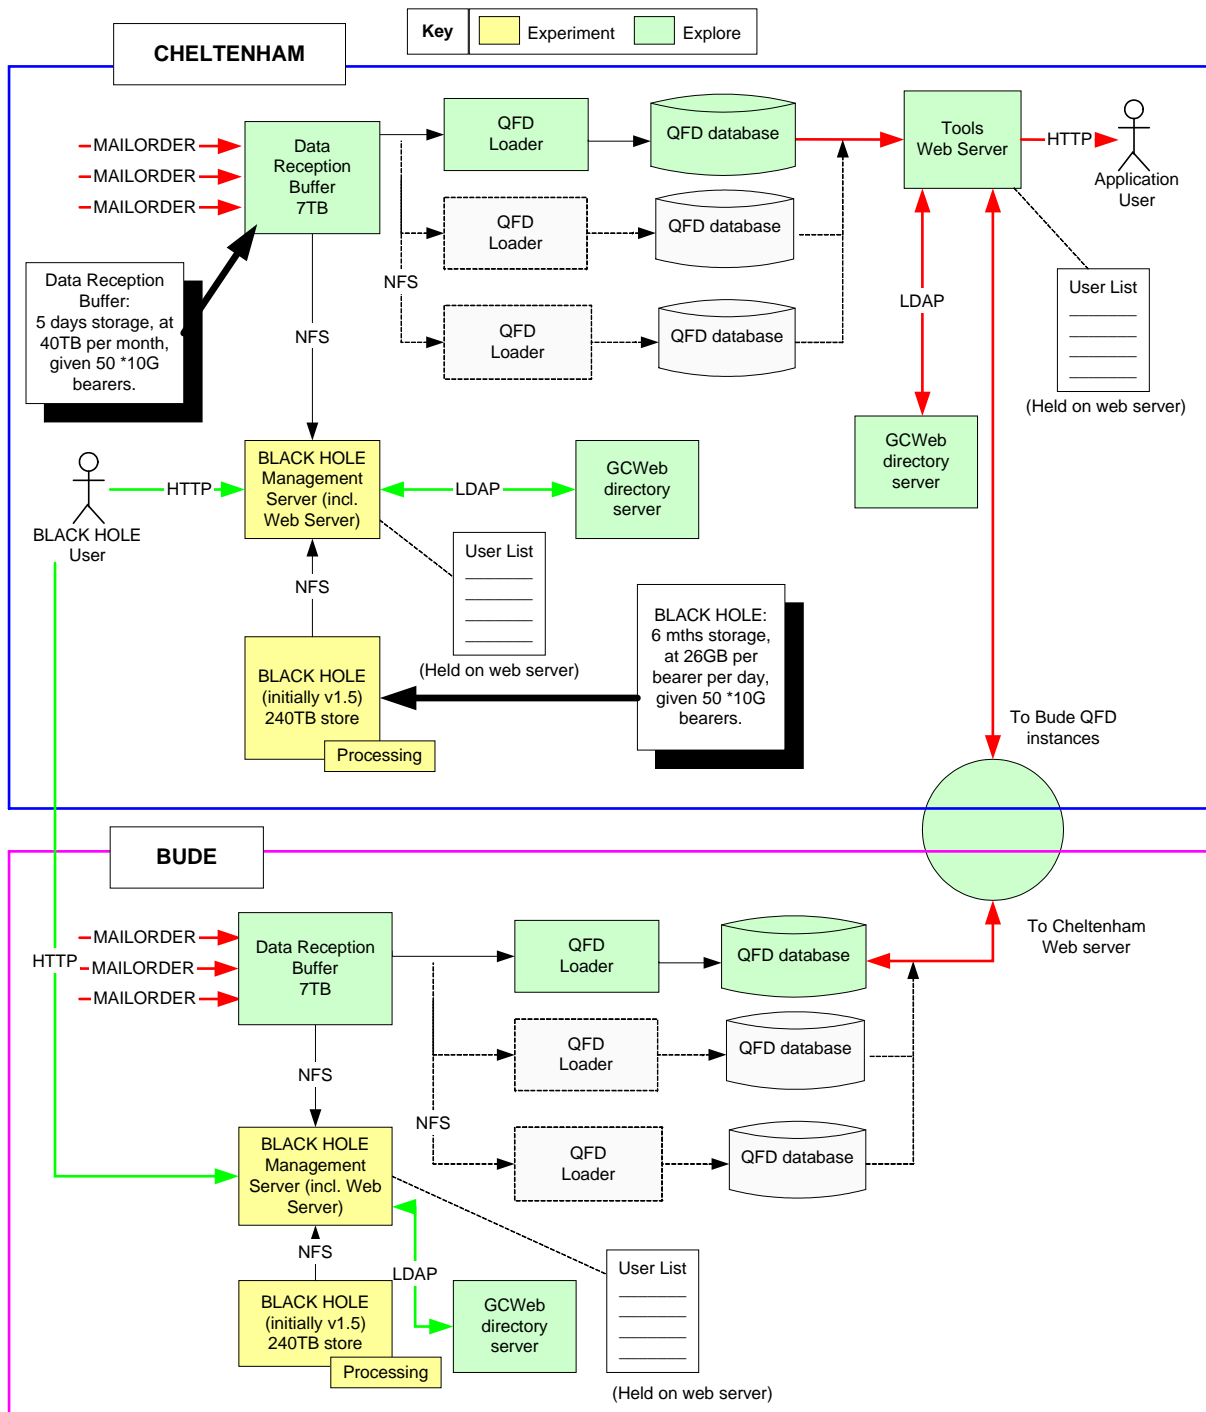 Key
Experiment
Explore
CHELTENHAM
MAILORDER
MAILORDER
MAILORDER
Data
Reception
Buffer
7TB
QFD
Loader
QFD database
Tools
Web Server
HTTP
Application
User
QFD
Loader
QFD database
NFS
QFD
Loader
QFD database
Data Reception
Buffer:
5 days storage, at
40TB per month,
given 50 *10G
bearers.
NFS
LDAP
User List
(Held on web server)
GCWeb
directory
server
BLACK HOLE
User
HTTP
BLACK HOLE
Management
Server (incl.
Web Server)
LDAP
GCWeb
directory
server
User List
(Held on web server)
NFS
BLACK HOLE
(initially v1.5)
240TB store
Processing
BLACK HOLE:
6 mths storage,
at 26GB per
bearer per day,
given 50 *10G
bearers.
To Bude QFD
instances
BUDE
To Cheltenham
Web server
HTTP
MAILORDER
MAILORDER
MAILORDER
Data Reception
Buffer
7TB
QFD
Loader
QFD database
QFD
Loader
QFD database
NFS
NFS
QFD
Loader
QFD database
BLACK HOLE
Management
Server (incl. Web
Server)
NFS
LDAP
BLACK HOLE
(initially v1.5)
240TB store
Processing
GCWeb
directory
server
User List
(Held on web server)